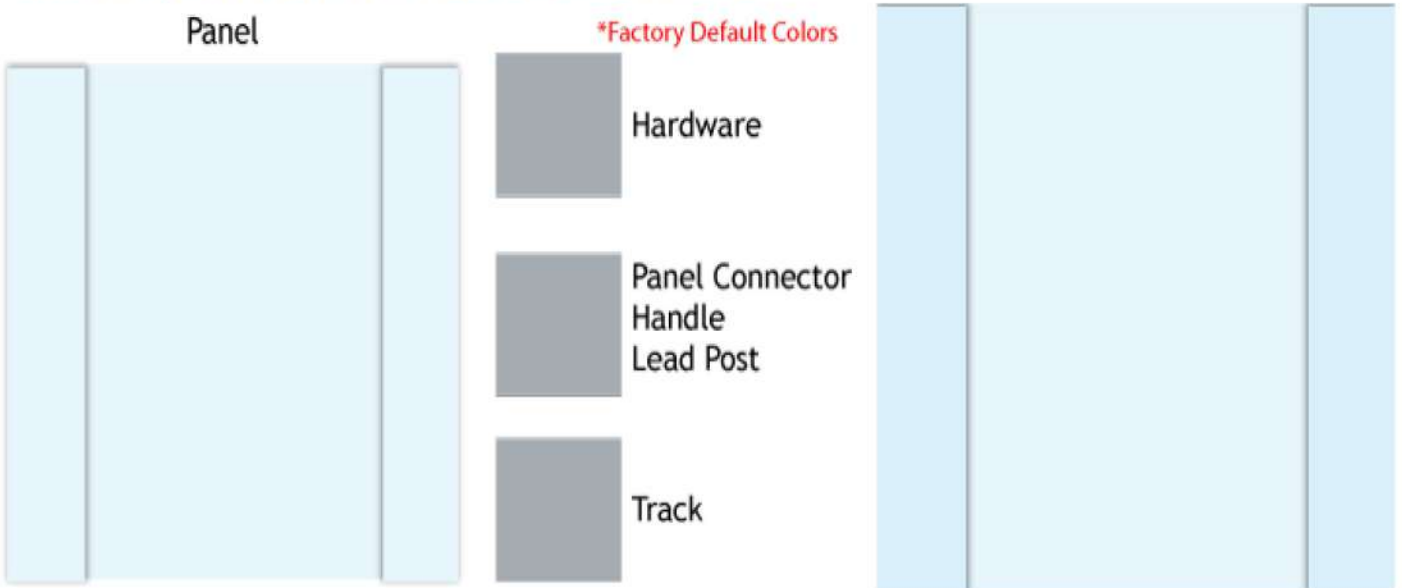 Panel
*Factory Default Colors
Hardware
Panel Connector
Handle
Lead Post
Track